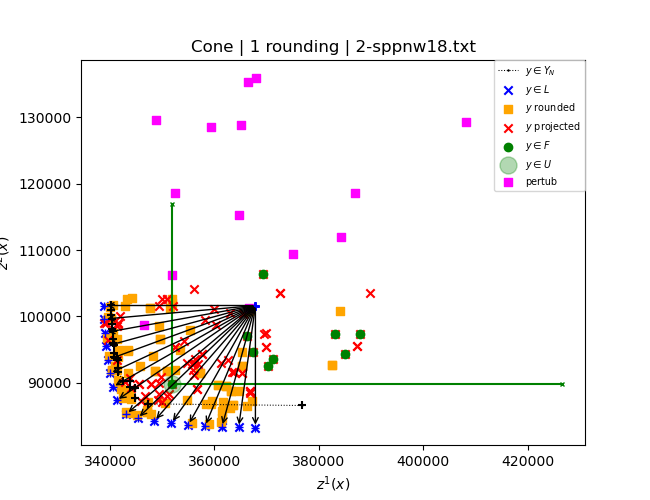 Cone | 1 rounding | 2-sppnw18.txt
z²(x)
130000
120000
110000
100000
90000
340000
360000
380000
400000
420000
z¹(x)
y ∈ Y_N
y ∈ L
y rounded
y projected
y ∈ F
y ∈ U
pertub